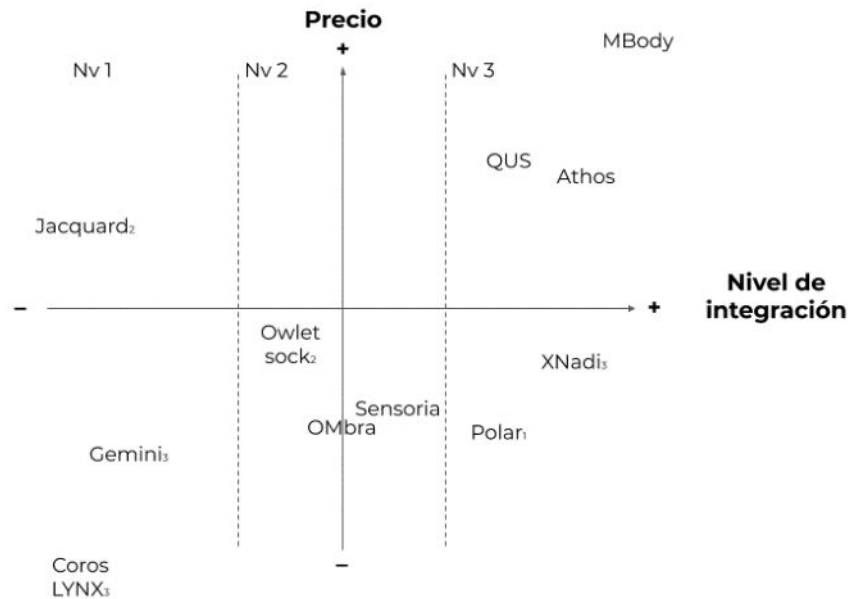 Precio
+
MBody
Nv 1
Nv 2
Nv 3
QUS
Athos
Jacquard₂
–
+
Nivel de
integración
Owlet
sock₂
XNadi₃
Sensoria
OMbra
Polar₁
Gemini₃
Coros
LYNX₃
–